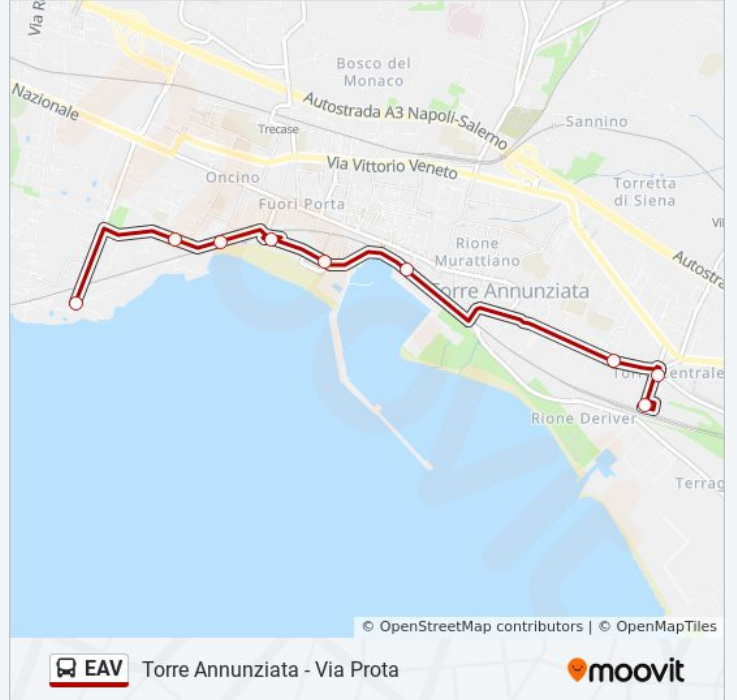 Via R
Bosco del
Monaco
Nazionale
Autostrada A3 Napoli-Salerno
Trecase
Sannino
Via Vittorio Veneto
Oncino
Torretta
di Siena
Fuori Porta
Vil
Rione
Murattiano
Autostra
Torre Annunziata
Torre Centrale
Rione Deriver
Terrag
© OpenStreetMap contributors | © OpenMapTiles
EAV Torre Annunziata - Via Prota
moovit